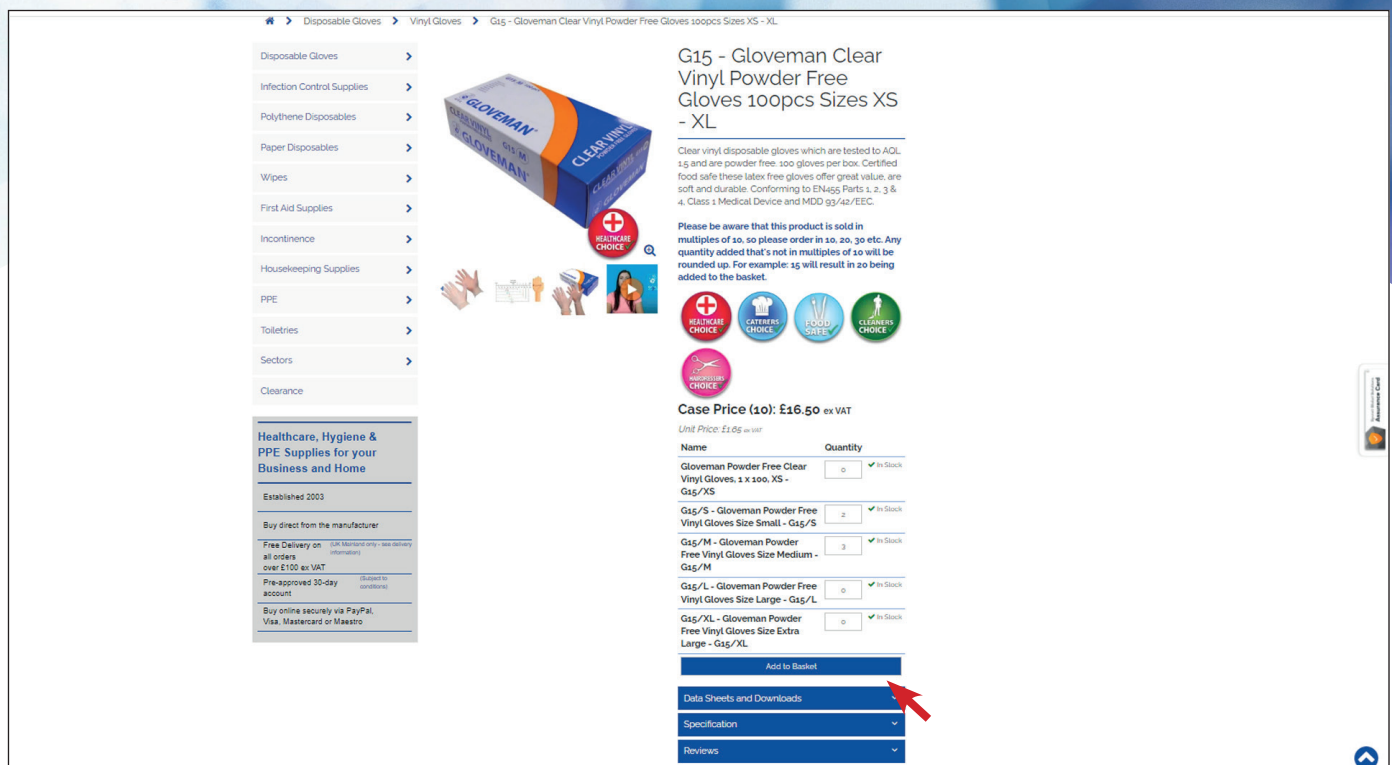 Disposable Gloves
Vinyl Gloves
G15 - Gloveman Clear Vinyl Powder Free Gloves 100pcs Sizes XS - XL
Disposable Gloves
Infection Control Supplies
Polythene Disposables
Paper Disposables
Wipes
First Aid Supplies
Incontinence
Housekeeping Supplies
PPE
Toiletries
Sectors
Clearance
Healthcare, Hygiene &
PPE Supplies for your
Business and Home
Established 2003
Buy direct from the manufacturer
Free Delivery on (UK Mainland only - see delivery
all orders information)
over £100 ex VAT
Pre-approved 30-day (Subject to
account conditions)
Buy online securely via PayPal,
Visa, Mastercard or Maestro
GLOVEMAN
CLEAR VINYL
G15/M
GLOVEMAN
CLEAR VINYL
POWDER FREE GLOVES
CLEAR VINYL
GLOVEMAN
HEALTHCARE
CHOICE
G15 - Gloveman Clear
Vinyl Powder Free
Gloves 100pcs Sizes XS
- XL
Clear vinyl disposable gloves which are tested to AQL
1.5 and are powder free. 100 gloves per box. Certified
food safe these latex free gloves offer great value, are
soft and durable. Conforming to EN455 Parts 1, 2, 3 &
4, Class 1 Medical Device and MDD 93/42/EEC.
Please be aware that this product is sold in
multiples of 10, so please order in 10, 20, 30 etc. Any
quantity added that's not in multiples of 10 will be
rounded up. For example: 15 will result in 20 being
added to the basket.
HEALTHCARE
CHOICE
CATERERS
CHOICE
FOOD
SAFE
CLEANERS
CHOICE
HAIRDRESSERS
CHOICE
Case Price (10): £16.50 ex VAT
Unit Price: £1.65 ex VAT
Name Quantity
Gloveman Powder Free Clear 0 In Stock
Vinyl Gloves, 1 x 100, XS -
G15/XS
G15/S - Gloveman Powder Free 2 In Stock
Vinyl Gloves Size Small - G15/S
G15/M - Gloveman Powder 3 In Stock
Free Vinyl Gloves Size Medium -
G15/M
G15/L - Gloveman Powder Free 0 In Stock
Vinyl Gloves Size Large - G15/L
G15/XL - Gloveman Powder 0 In Stock
Free Vinyl Gloves Size Extra
Large - G15/XL
Add to Basket
Data Sheets and Downloads
Specification
Reviews
Assurance Card